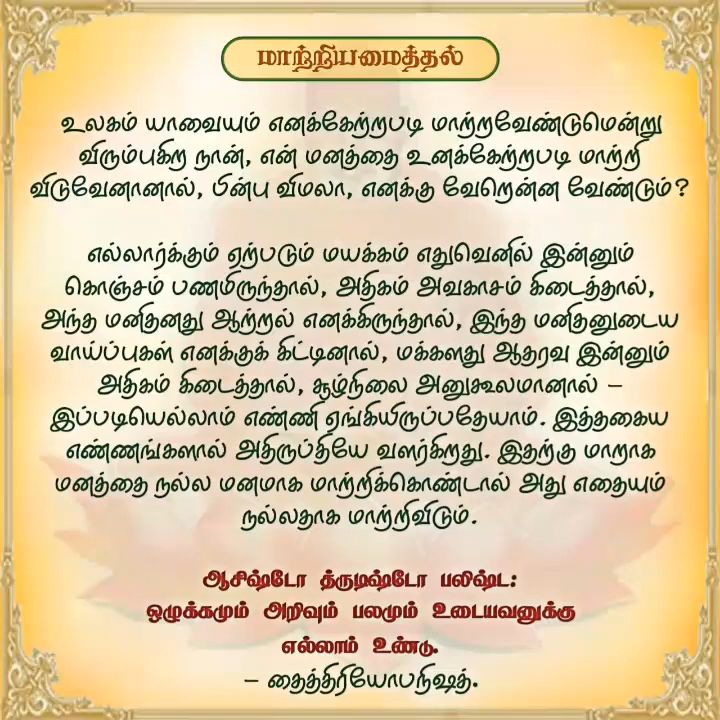 மாற்றியமைத்தல்
உலகம் யாவையும் எனக்கேற்றபடி மாற்றவேண்டுமென்று
விரும்புகிற நான், என் மனத்தை உனக்கேற்றபடி மாற்றி
விடுவேனானால், பின்பு விமலா, எனக்கு வேறென்ன வேண்டும்?
எல்லார்க்கும் ஏற்படும் மயக்கம் எதுவெனில் இன்னும்
கொஞ்சம் பணமிருந்தால், அதிகம் அவகாசம் கிடைத்தால்,
அந்த மனிதனது ஆற்றல் எனக்கிருந்தால், இந்த மனிதனுடைய
வாய்ப்புகள் எனக்குக் கிட்டினால், மக்களது ஆதரவு இன்னும்
அதிகம் கிடைத்தால், சூழ்நிலை அனுகூலமானால் –
இப்படியெல்லாம் எண்ணி ஏங்கியிருப்பதேயாம். இத்தகைய
எண்ணங்களால் அதிருப்தியே வளர்கிறது. இதற்கு மாறாக
மனத்தை நல்ல மனமாக மாற்றிக்கொண்டால் அது எதையும்
நல்லதாக மாற்றிவிடும்.
ஆசிஷ்டோ த்ருடிஷ்டோ பலிஷ்ட:
ஒழுக்கமும் அறிவும் பலமும் உடையவனுக்கு
எல்லாம் உண்டு.
– தைத்திரியோபநிஷத்.